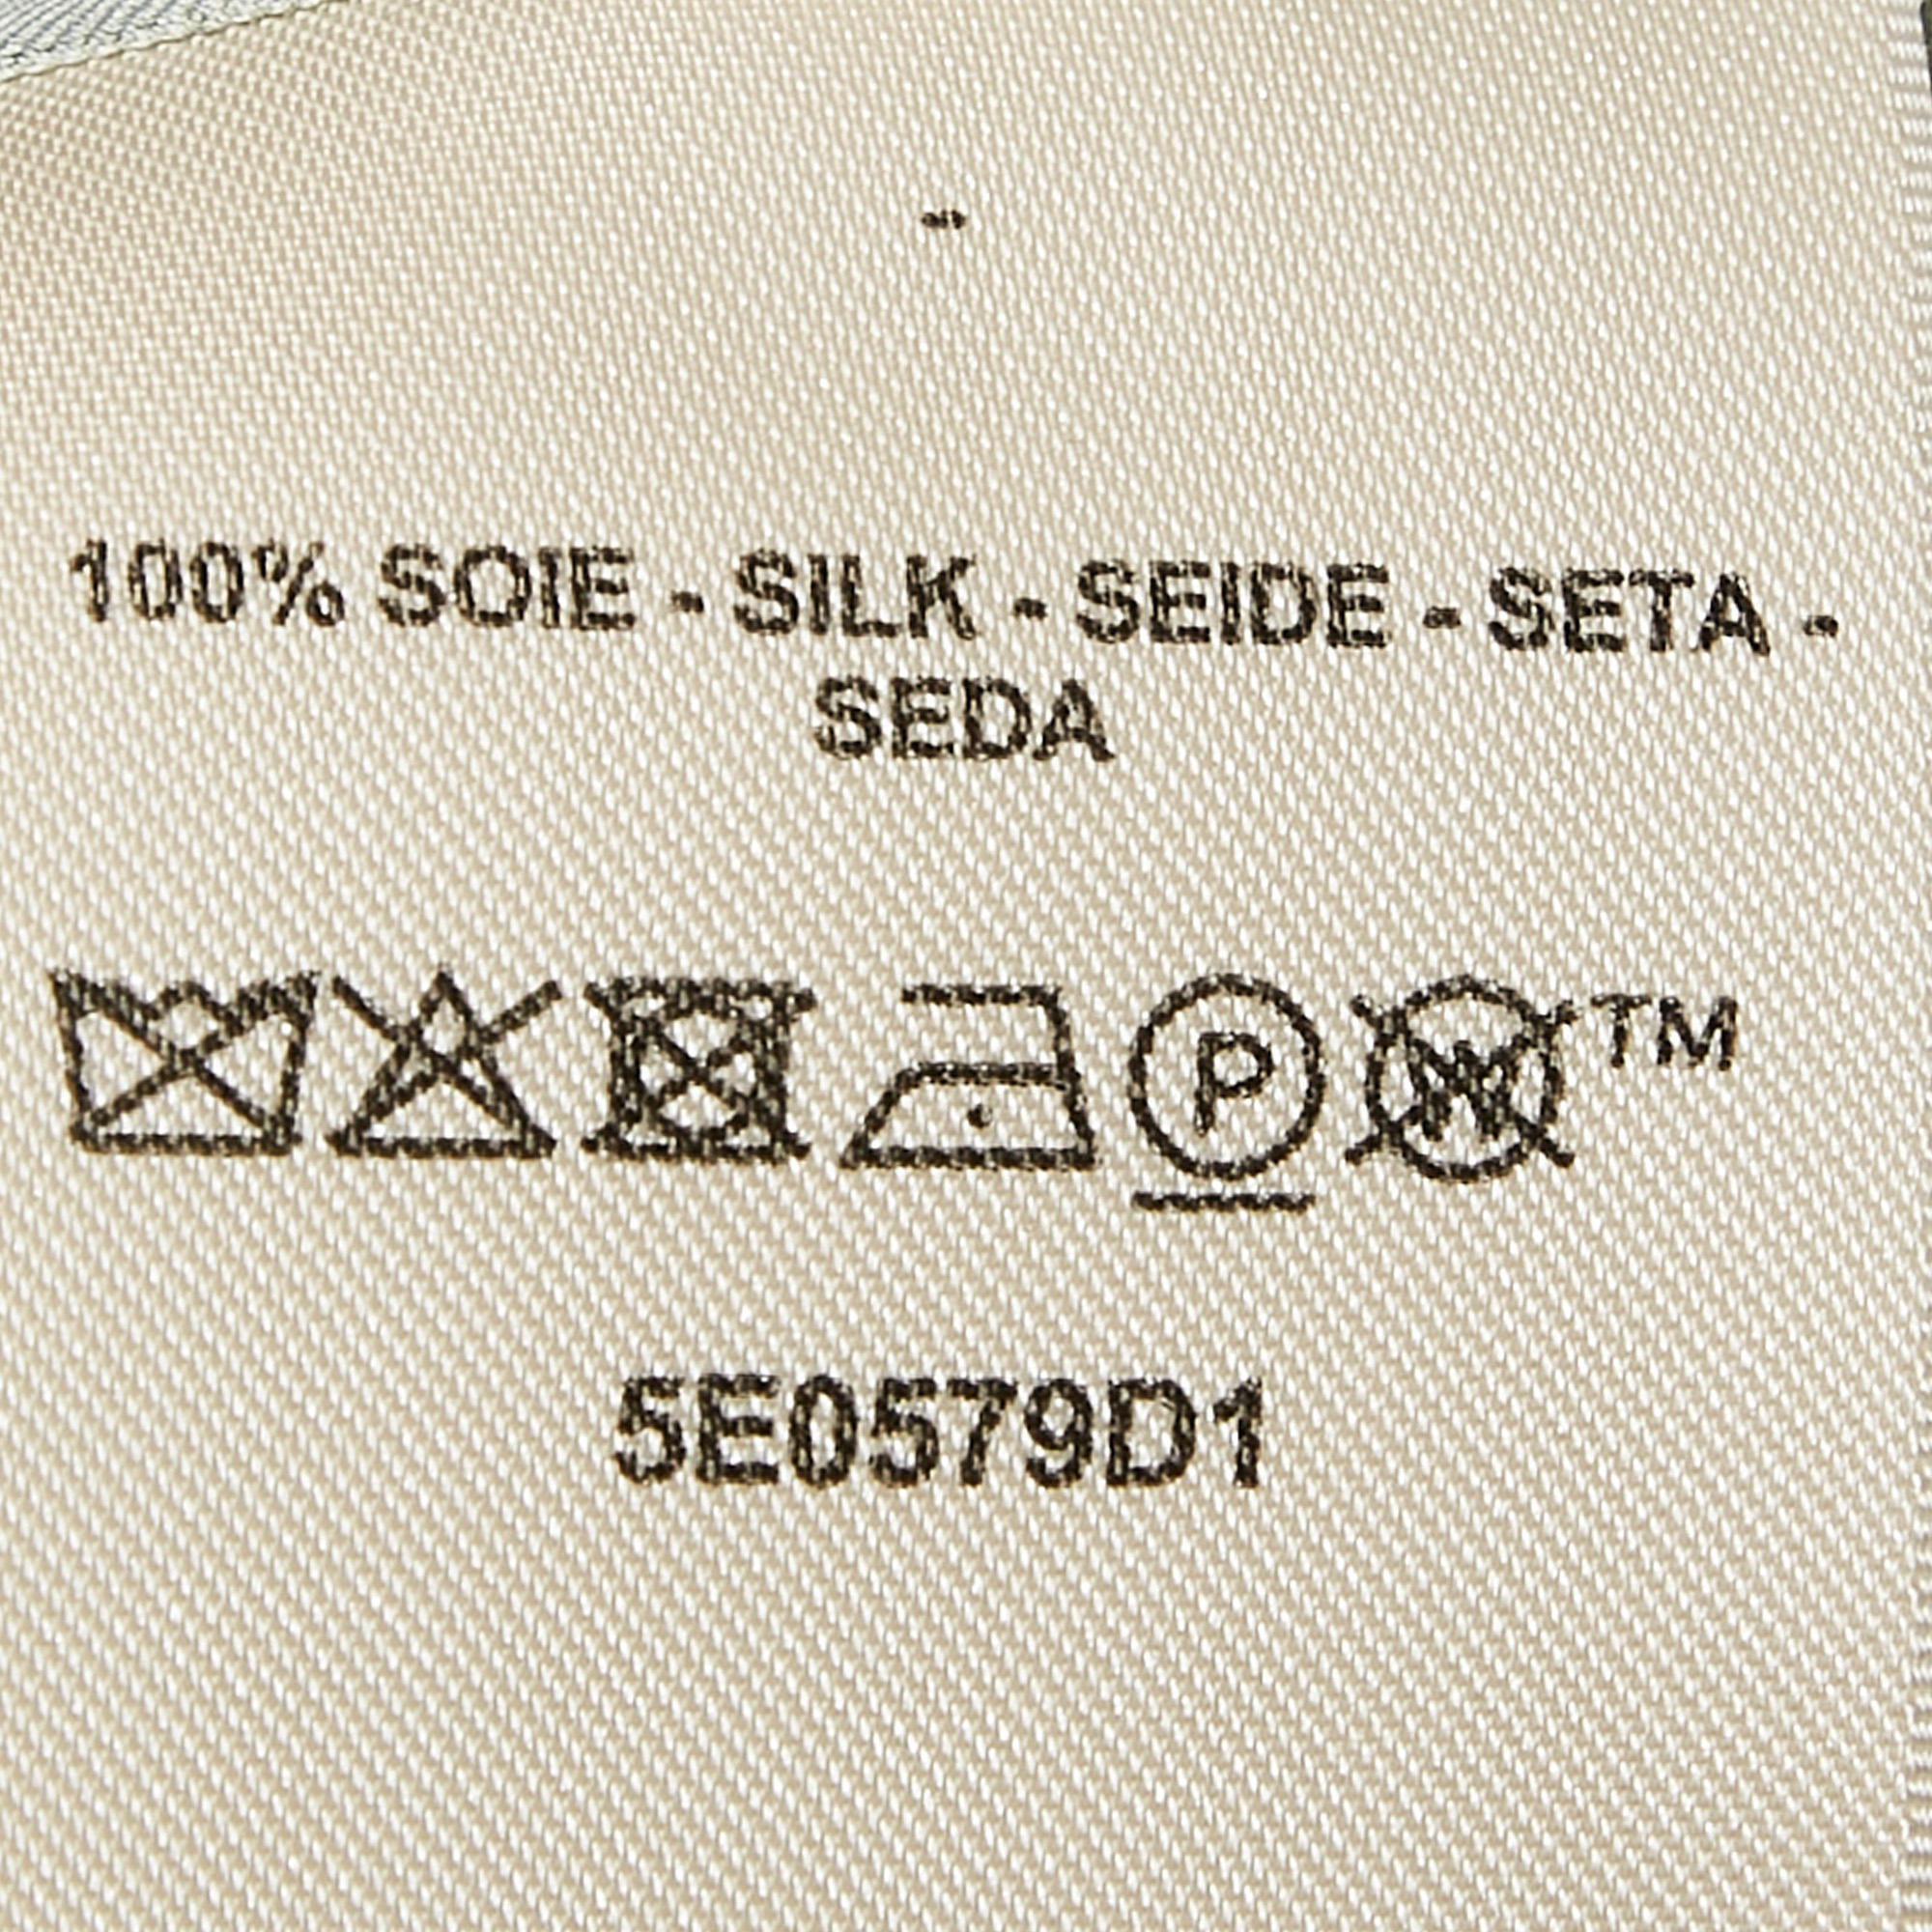 -
100% SOIE - SILK - SEIDE - SETA -
SEDA
P W TM
5E0579D1